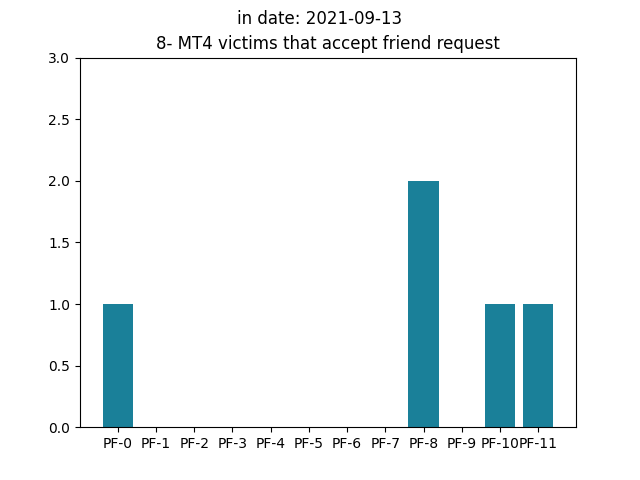 in date: 2021-09-13
8- MT4 victims that accept friend request
3.0
2.5
2.0
1.5
1.0
0.5
0.0
PF-0 PF-1 PF-2 PF-3 PF-4 PF-5 PF-6 PF-7 PF-8 PF-9 PF-10 PF-11